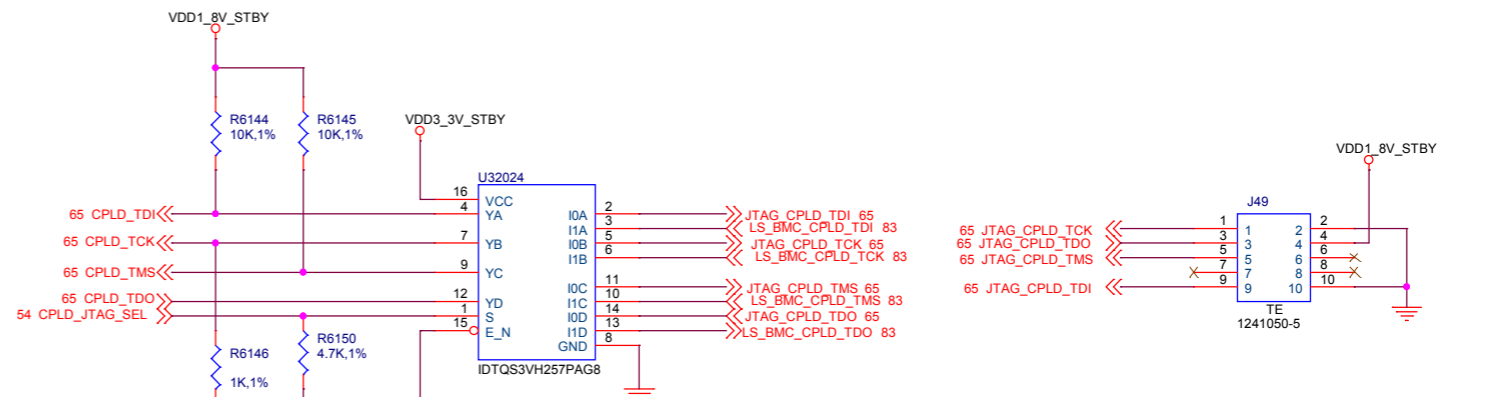 VDD1_8V_STBY
R6144
10K,1%
R6145
10K,1%
VDD3_3V_STBY
VDD1_8V_STBY
U32024
16 VCC
65 CPLD_TDI 4 YA I0A 2 JTAG_CPLD_TDI 65
I1A 3 LS_BMC_CPLD_TDI 83
65 CPLD_TCK 7 YB I0B 5 JTAG_CPLD_TCK 65
I1B 6 LS_BMC_CPLD_TCK 83
65 CPLD_TMS 9 YC I0C 11 JTAG_CPLD_TMS 65
65 CPLD_TDO 12 YD I1C 10 LS_BMC_CPLD_TMS 83
54 CPLD_JTAG_SEL 1 S I0D 14 JTAG_CPLD_TDO 65
15 E_N I1D 13 LS_BMC_CPLD_TDO 83
GND 8
IDTQS3VH257PAG8
R6146
1K,1%
R6150
4.7K,1%
J49
65 JTAG_CPLD_TCK 1 1 2 2
65 JTAG_CPLD_TDO 3 3 4 4
65 JTAG_CPLD_TMS 5 5 6 6
7 7 8 8
65 JTAG_CPLD_TDI 9 9 10 10
TE
1241050-5